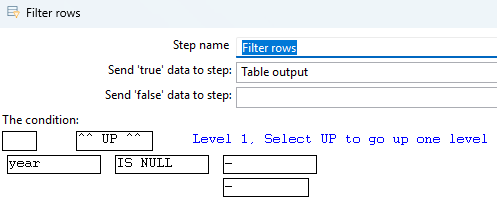 Filter rows
Step name Filter rows
Send 'true' data to step: Table output
Send 'false' data to step:
The condition:
^^ UP ^^ Level 1, Select UP to go up one level
year IS NULL -
-